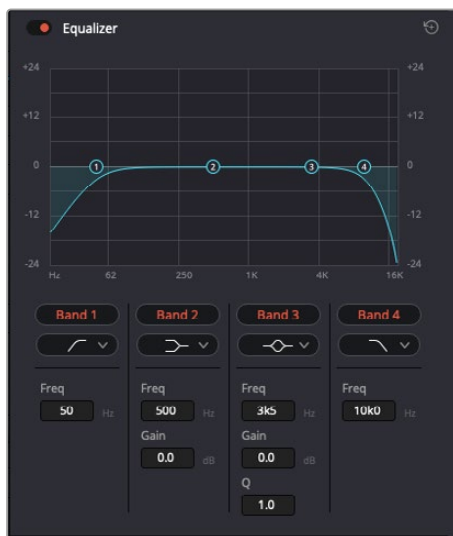 Equalizer
+24 +24
+12 +12
0 1 2 3 4 0
-12 -12
-24 -24
Hz 62 250 1K 4K 16K
Band 1 Band 2 Band 3 Band 4
Freq Freq Freq Freq
50 Hz 500 Hz 3k5 Hz 10k0 Hz
Gain Gain
0.0 dB 0.0 dB
Q
1.0